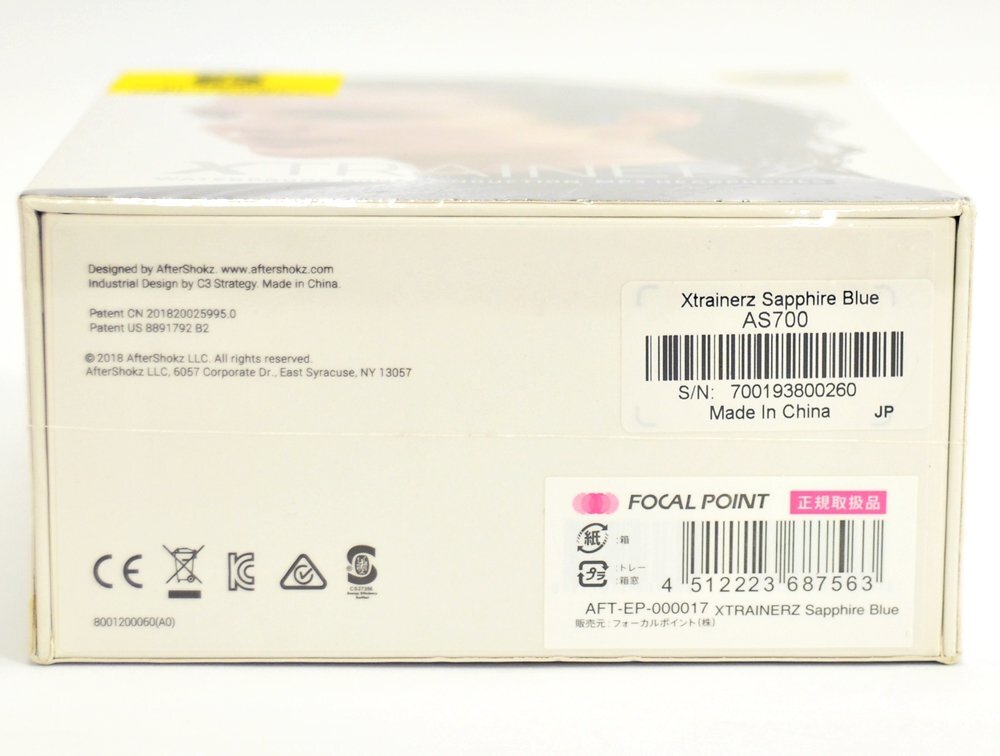 XTRAINERZ
Designed by AfterShokz. www.aftershokz.com
Industrial Design by C3 Strategy. Made in China.
Patent CN 201820025995.0
Patent US 8891792 B2
© 2018 AfterShokz LLC. All rights reserved.
AfterShokz LLC, 6057 Corporate Dr., East Syracuse, NY 13057
Xtrainerz Sapphire Blue
AS700
S/N: 700193800260
Made In China JP
FOCAL POINT 正規取扱品
紙 :箱
プラ :トレー
:箱窓
4 512223 687563
AFT-EP-000017 XTRAINERZ Sapphire Blue
販売元:フォーカルポイント(株)
CE
8001200060(A0)